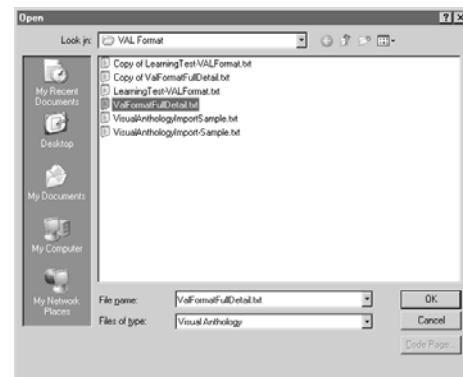 Open
Look in:
VAL Format
My Recent
Documents
Desktop
My Documents
My Computer
My Network
Places
Copy of LearningTest-VALFormat.txt
Copy of ValFormatFullDetail.txt
LearningTest-VALFormat.txt
ValFormatFullDetail.txt
VisualAnthologyImportSample.txt
VisualAnthologyImport-Sample.txt
File name:
ValFormatFullDetail.txt
OK
Files of type:
Visual Anthology
Cancel
Code Page...